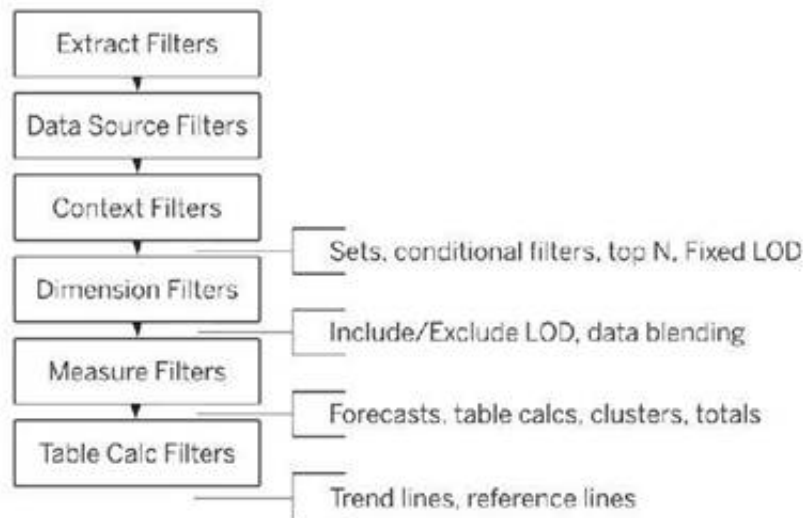 Extract Filters
Data Source Filters
Context Filters
Sets, conditional filters, top N, Fixed LOD
Dimension Filters
Include/Exclude LOD, data blending
Measure Filters
Forecasts, table calcs, clusters, totals
Table Calc Filters
Trend lines, reference lines